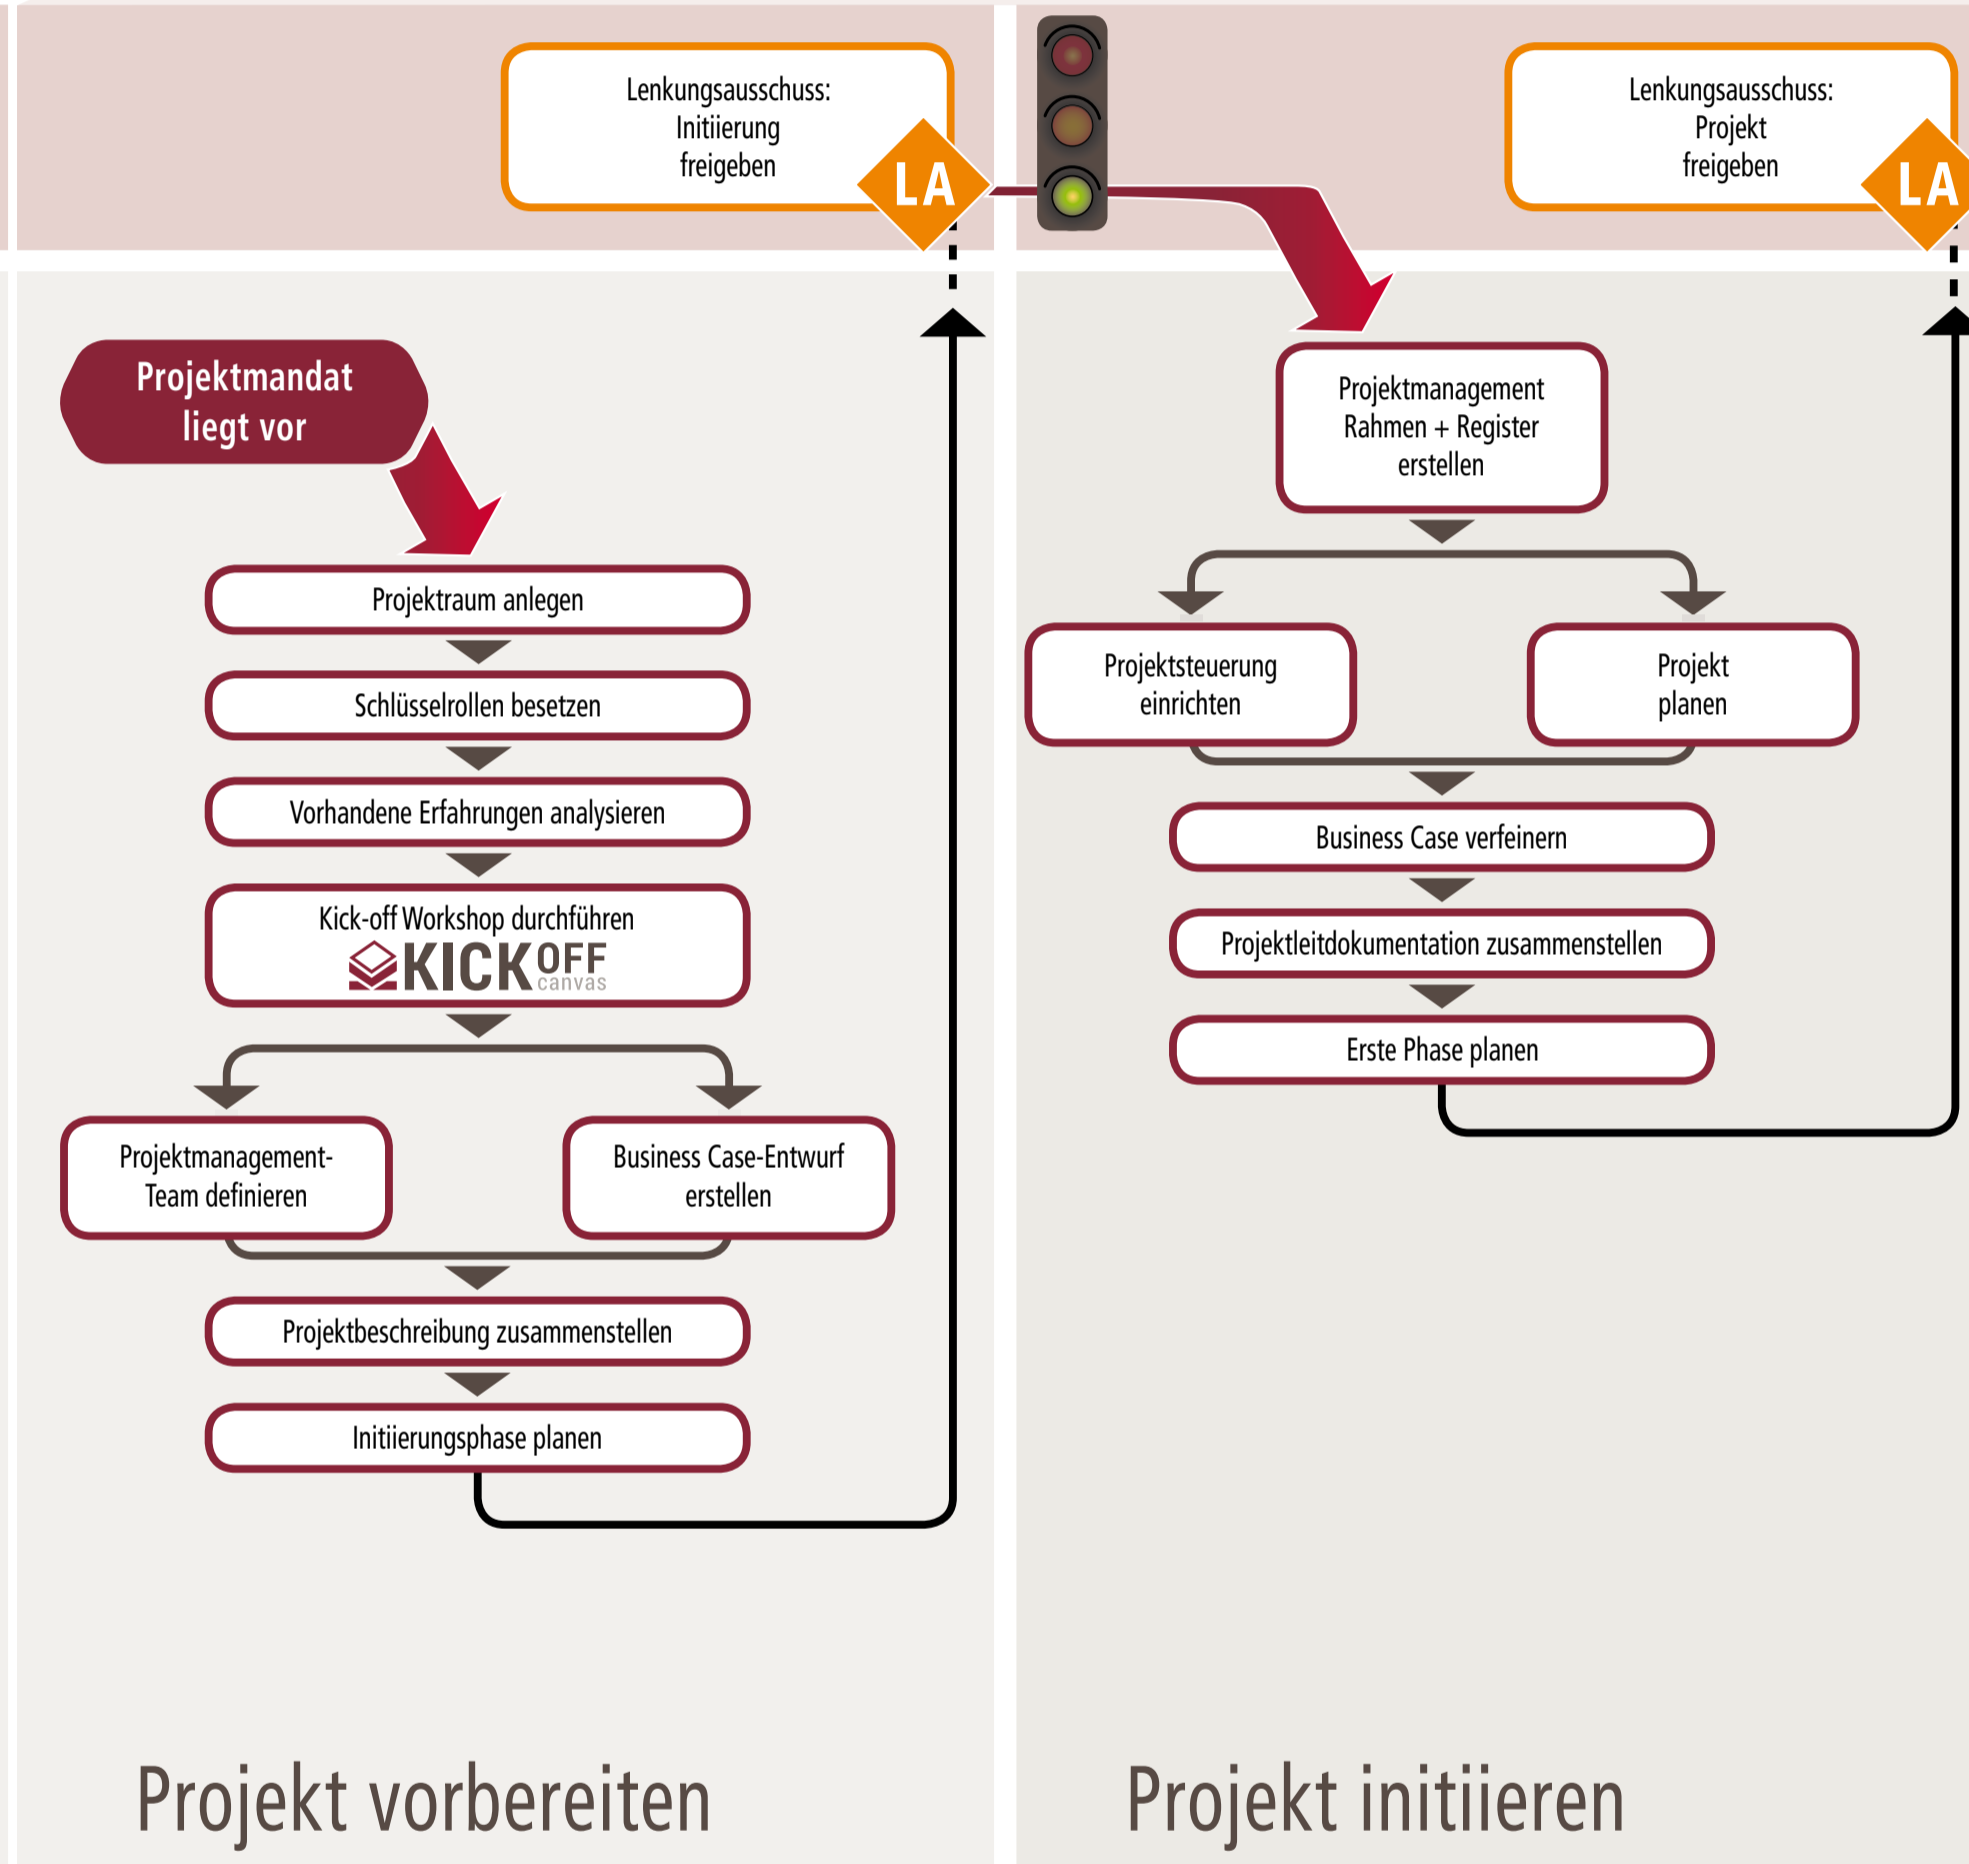 Lenkungsausschuss:
Initiierung
freigeben
LA
Projektmandat
liegt vor
Projektraum anlegen
Schlüsselrollen besetzen
Vorhandene Erfahrungen analysieren
Kick-off Workshop durchführen
KICK OFF
canvas
Projektmanagement-
Team definieren
Business Case-Entwurf
erstellen
Projektbeschreibung zusammenstellen
Initiierungsphase planen
Projekt vorbereiten
Lenkungsausschuss:
Projekt
freigeben
LA
Projektmanagement
Rahmen + Register
erstellen
Projektsteuerung
einrichten
Projekt
planen
Business Case verfeinern
Projektleitdokumentation zusammenstellen
Erste Phase planen
Projekt initiieren